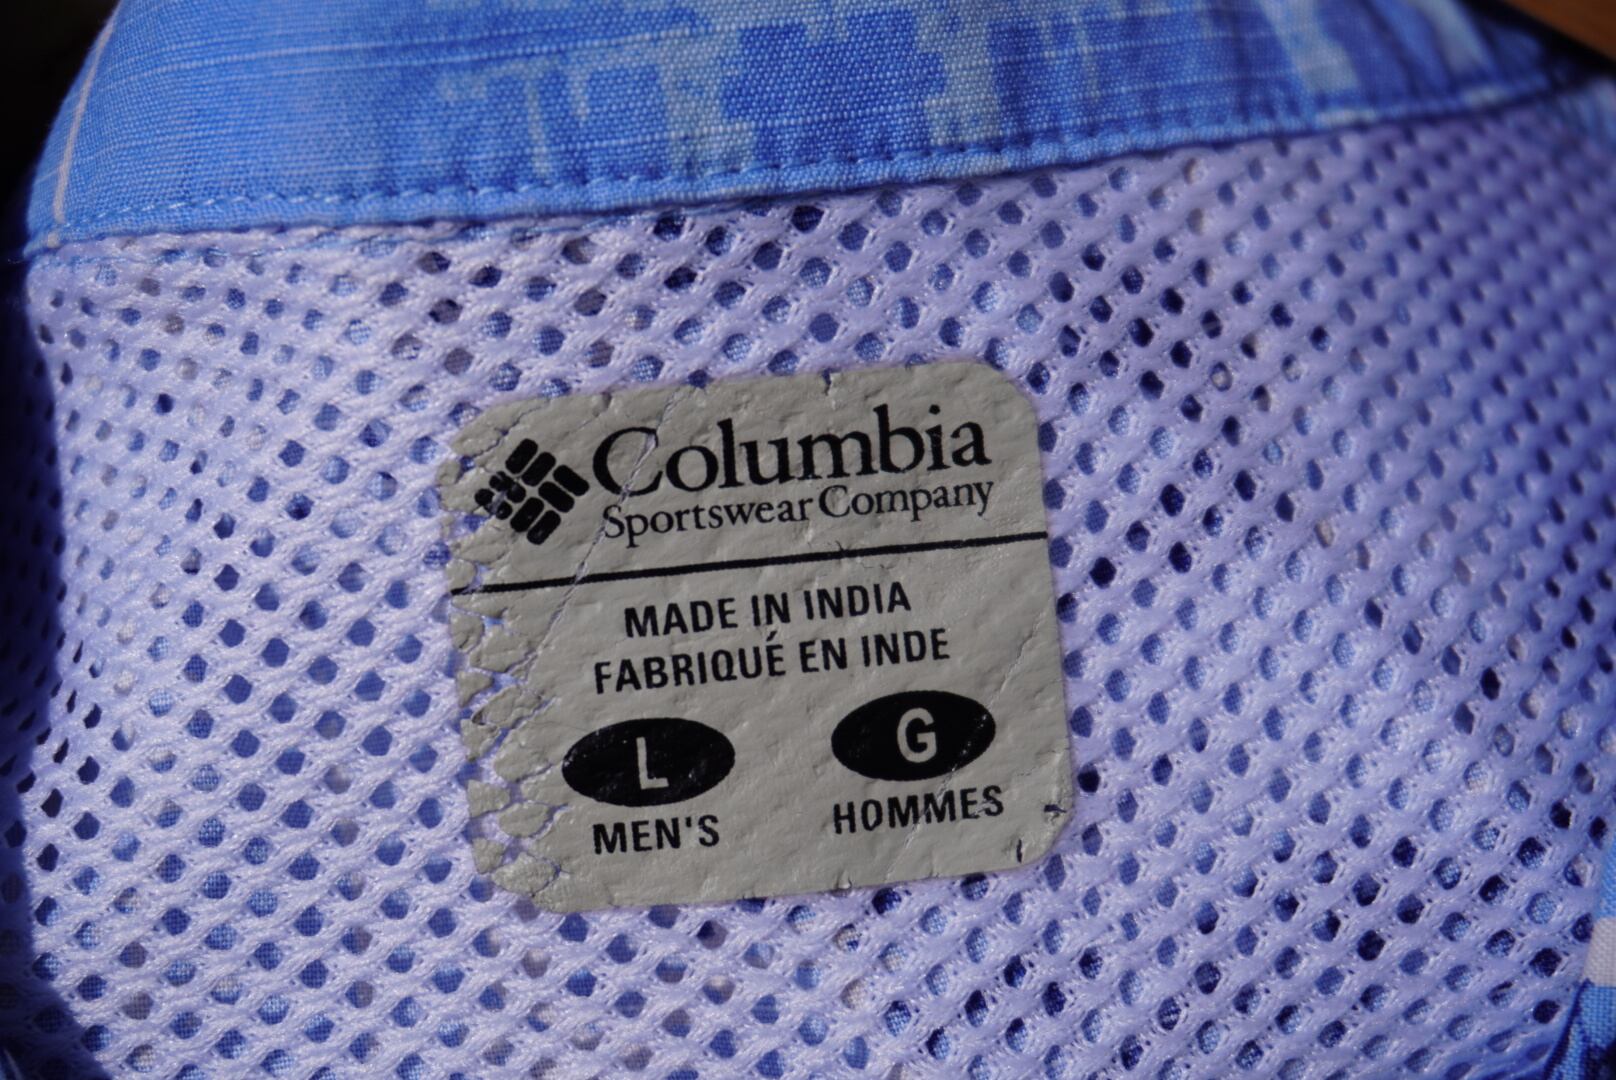 Columbia
Sportswear Company
MADE IN INDIA
FABRIQUÉ EN INDE
L G
MEN'S HOMMES